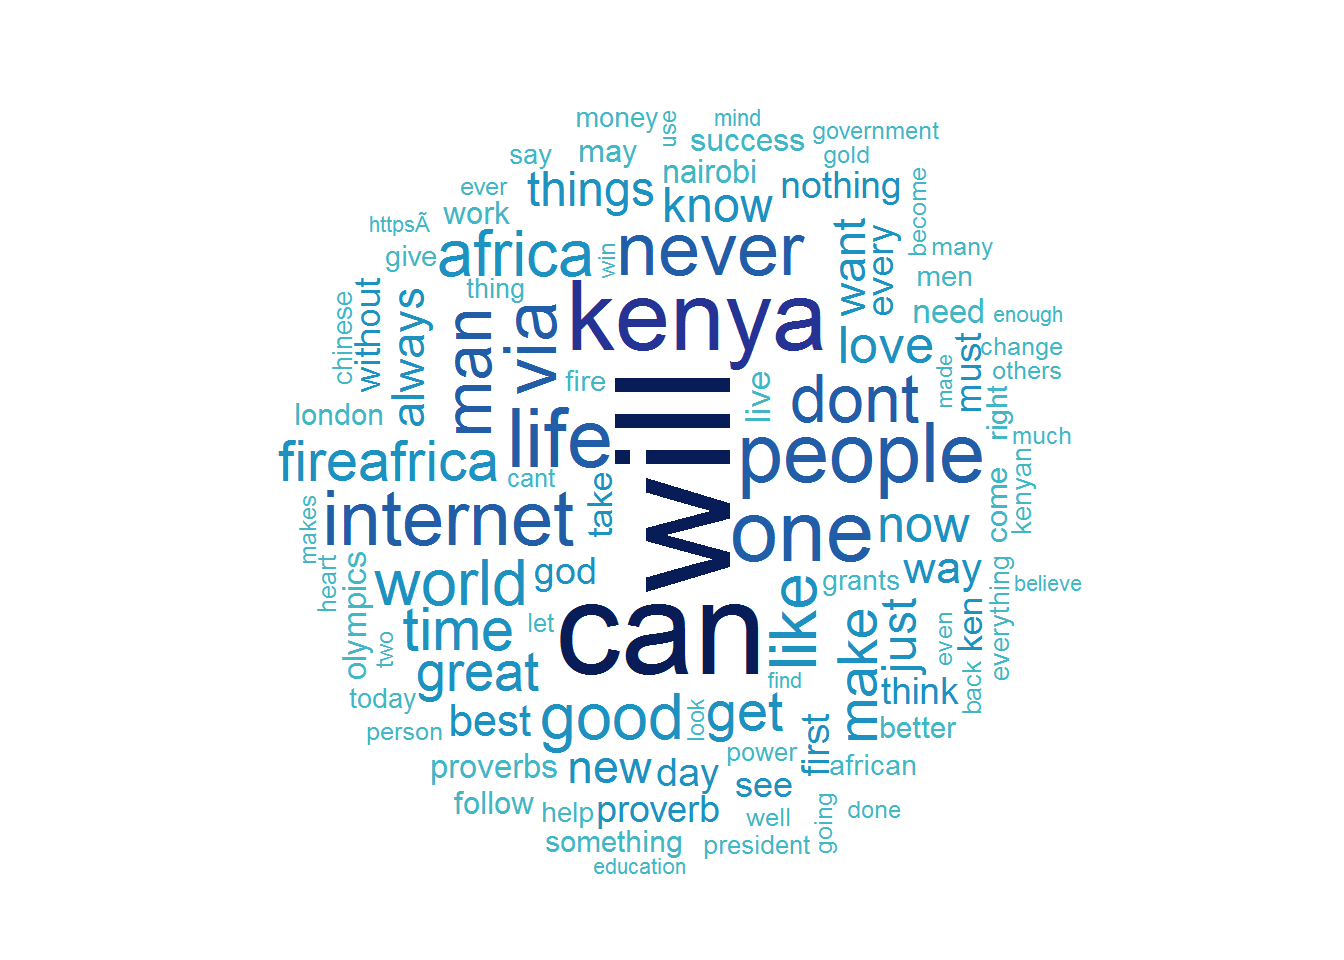 money
use
mind
success
government
say
may
gold
nairobi
things
nothing
ever
know
become
work
httpsÃ
want
every
never
africa
win
many
give
men
thing
without
kenya
need
enough
chinese
always
man
via
love
must
change
made
others
fire
live
dont
right
london
life
will
much
people
fireafrica
cant
kenyan
come
take
internet
one
now
makes
god
way
grants
believe
heart
world
olympics
like
everything
time
let
can
just
ken
even
two
make
great
find
think
back
today
good
get
look
best
first
better
person
power
proverbs
new
day
african
see
follow
help
proverb
well
going
done
something
president
education